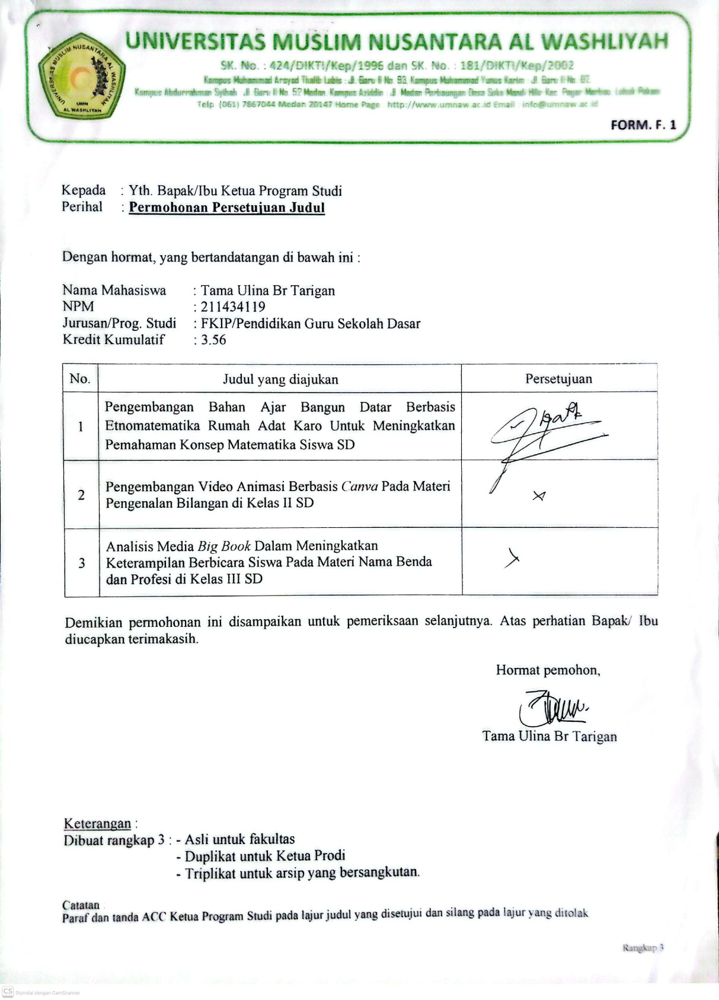 UNIVERSITAS MUSLIM NUSANTARA AL WASHLIYAH
UNIVERSITAS MUSLIM NUSANTARA AL WASHLIYAH
UMN
AL WASHLIYAH
SK. No. : 424/DIKTI/Kep/1996 dan SK. No. : 181/DIKTI/Kep/2002
Kampus Muhammad Arsyad Thalib Lubis : Jl. Garu II No. 93, Kampus Muhammad Yunus Karim : Jl. Garu II No. 02
Kampus Abdurrahman Syihab : Jl. Garu II No. 52 Medan, Kampus Aziddin : Jl. Medan Perbaungan Desa Suka Mandi Hilir Kec. Pagar Merbau, Lubuk Pakam
Telp. (061) 7867044 Medan 20147 Home Page : http://www.umnaw.ac.id Email : info@umnaw.ac.id
FORM. F. 1
Kepada : Yth. Bapak/Ibu Ketua Program Studi
Perihal : Permohonan Persetujuan Judul
Dengan hormat, yang bertandatangan di bawah ini :
Nama Mahasiswa : Tama Ulina Br Tarigan
NPM : 211434119
Jurusan/Prog. Studi : FKIP/Pendidikan Guru Sekolah Dasar
Kredit Kumulatif : 3.56
No. Judul yang diajukan Persetujuan
1 Pengembangan Bahan Ajar Bangun Datar Berbasis
Etnomatematika Rumah Adat Karo Untuk Meningkatkan
Pemahaman Konsep Matematika Siswa SD
2 Pengembangan Video Animasi Berbasis Canva Pada Materi
Pengenalan Bilangan di Kelas II SD
3 Analisis Media Big Book Dalam Meningkatkan
Keterampilan Berbicara Siswa Pada Materi Nama Benda
dan Profesi di Kelas III SD
Demikian permohonan ini disampaikan untuk pemeriksaan selanjutnya. Atas perhatian Bapak/ Ibu
diucapkan terimakasih.
Hormat pemohon,
Tama Ulina Br Tarigan
Keterangan :
Dibuat rangkap 3 : - Asli untuk fakultas
- Duplikat untuk Ketua Prodi
- Triplikat untuk arsip yang bersangkutan.
Catatan
Paraf dan tanda ACC Ketua Program Studi pada lajur judul yang disetujui dan silang pada lajur yang ditolak
Rangkap 3
CS Dipindai dengan CamScanner